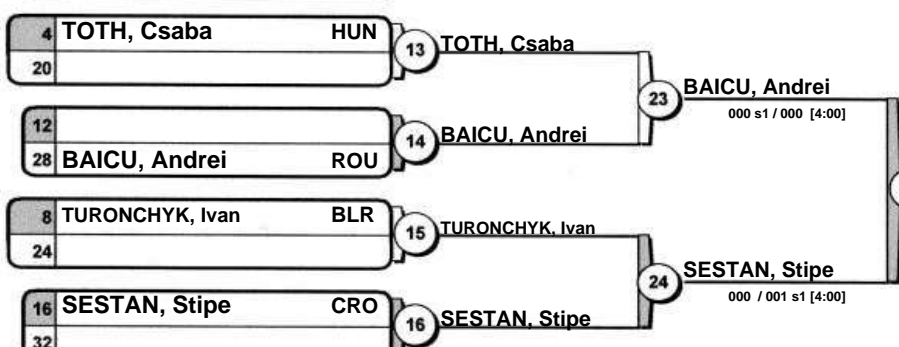 4 TOTH, Csaba HUN
20
13 TOTH, Csaba
12
28 BAICU, Andrei ROU
14 BAICU, Andrei
23 BAICU, Andrei
000 s1 / 000 [4:00]
8 TURONCHYK, Ivan BLR
24
15 TURONCHYK, Ivan
16 SESTAN, Stipe CRO
32
16 SESTAN, Stipe
24 SESTAN, Stipe
000 / 001 s1 [4:00]